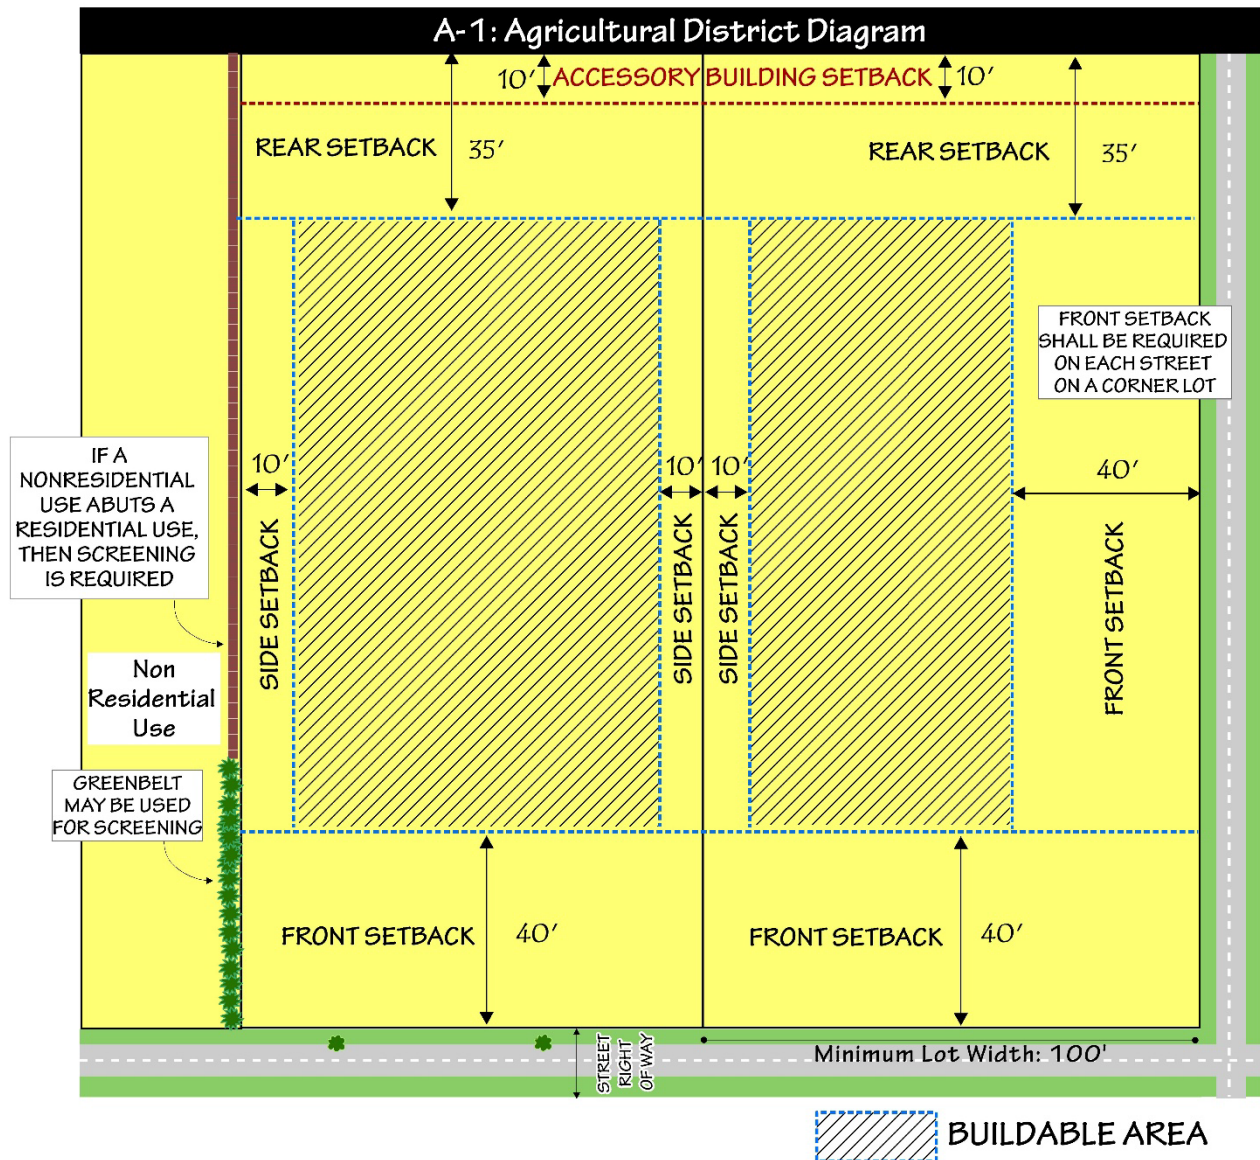 A-1: Agricultural District Diagram
10' ACCESSORY BUILDING SETBACK 10'
REAR SETBACK 35'
REAR SETBACK 35'
FRONT SETBACK
SHALL BE REQUIRED
ON EACH STREET
ON A CORNER LOT
IF A
NONRESIDENTIAL
USE ABUTS A
RESIDENTIAL USE,
THEN SCREENING
IS REQUIRED
10'
SIDE SETBACK
10'
SIDE SETBACK
10'
SIDE SETBACK
40'
FRONT SETBACK
Non
Residential
Use
GREENBELT
MAY BE USED
FOR SCREENING
FRONT SETBACK 40'
FRONT SETBACK 40'
STREET
RIGHT
OF WAY
Minimum Lot Width: 100'
BUILDABLE AREA